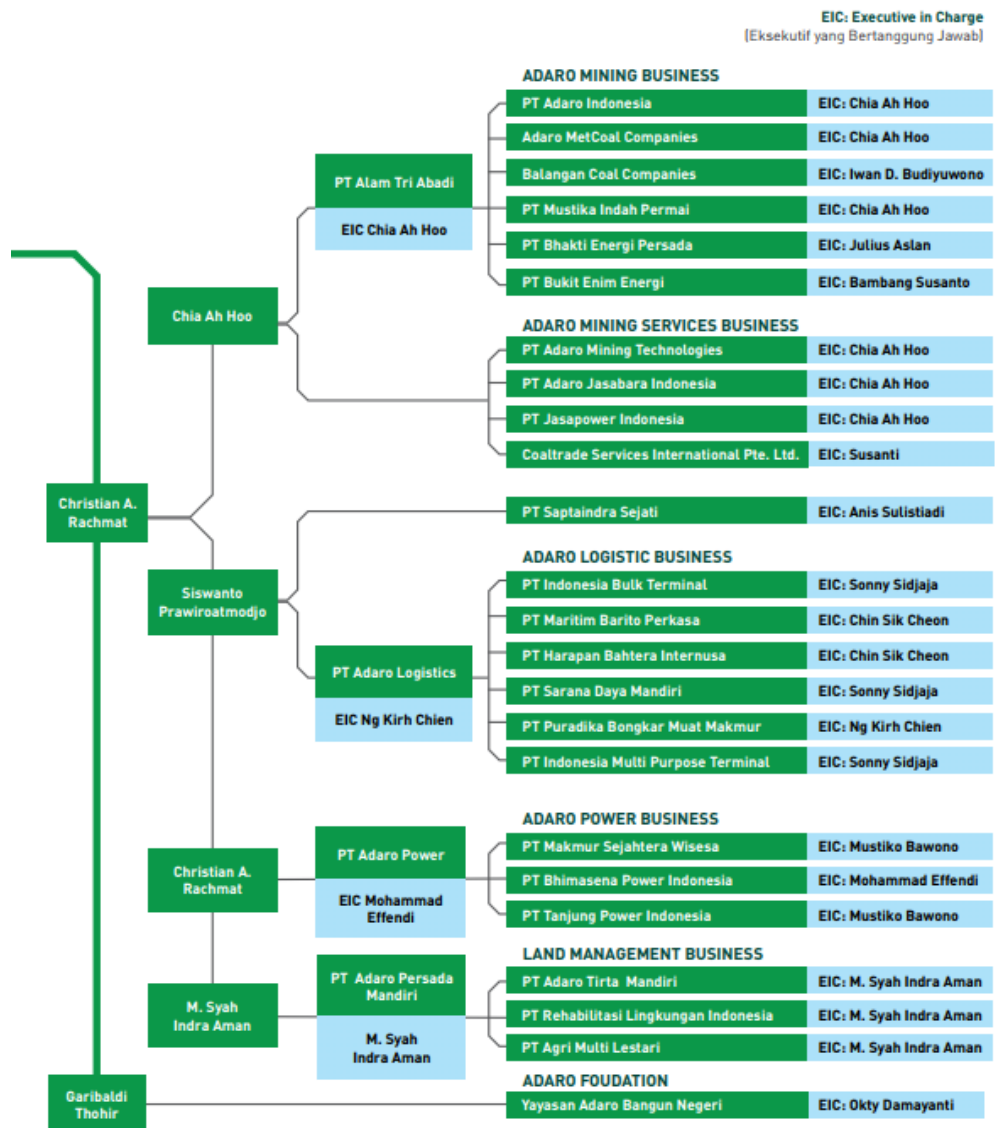 EIC: Executive in Charge
(Eksekutif yang Bertanggung Jawab)
ADARO MINING BUSINESS
PT Adaro Indonesia EIC: Chia Ah Hoo
Adaro MetCoal Companies EIC: Chia Ah Hoo
Balangan Coal Companies EIC: Iwan D. Budiyuwono
PT Mustika Indah Permai EIC: Chia Ah Hoo
PT Bhakti Energi Persada EIC: Julius Aslan
PT Bukit Enim Energi EIC: Bambang Susanto
PT Alam Tri Abadi
EIC Chia Ah Hoo
Chia Ah Hoo
ADARO MINING SERVICES BUSINESS
PT Adaro Mining Technologies EIC: Chia Ah Hoo
PT Adaro Jasabara Indonesia EIC: Chia Ah Hoo
PT Jasapower Indonesia EIC: Chia Ah Hoo
Coaltrade Services International Pte. Ltd. EIC: Susanti
Christian A.
Rachmat
PT Saptaindra Sejati EIC: Anis Sulistiadi
Siswanto
Prawiroatmodjo
ADARO LOGISTIC BUSINESS
PT Indonesia Bulk Terminal EIC: Sonny Sidjaja
PT Maritim Barito Perkasa EIC: Chin Sik Cheon
PT Harapan Bahtera Internusa EIC: Chin Sik Cheon
PT Sarana Daya Mandiri EIC: Sonny Sidjaja
PT Puradika Bongkar Muat Makmur EIC: Ng Kirh Chien
PT Indonesia Multi Purpose Terminal EIC: Sonny Sidjaja
PT Adaro Logistics
EIC Ng Kirh Chien
ADARO POWER BUSINESS
PT Makmur Sejahtera Wisesa EIC: Mustiko Bawono
PT Bhimasena Power Indonesia EIC: Mohammad Effendi
PT Tanjung Power Indonesia EIC: Mustiko Bawono
Christian A.
Rachmat
PT Adaro Power
EIC Mohammad
Effendi
LAND MANAGEMENT BUSINESS
PT Adaro Tirta Mandiri EIC: M. Syah Indra Aman
PT Rehabilitasi Lingkungan Indonesia EIC: M. Syah Indra Aman
PT Agri Multi Lestari EIC: M. Syah Indra Aman
M. Syah
Indra Aman
PT Adaro Persada
Mandiri
M. Syah
Indra Aman
ADARO FOUDATION
Yayasan Adaro Bangun Negeri EIC: Okty Damayanti
Garibaldi
Thohir